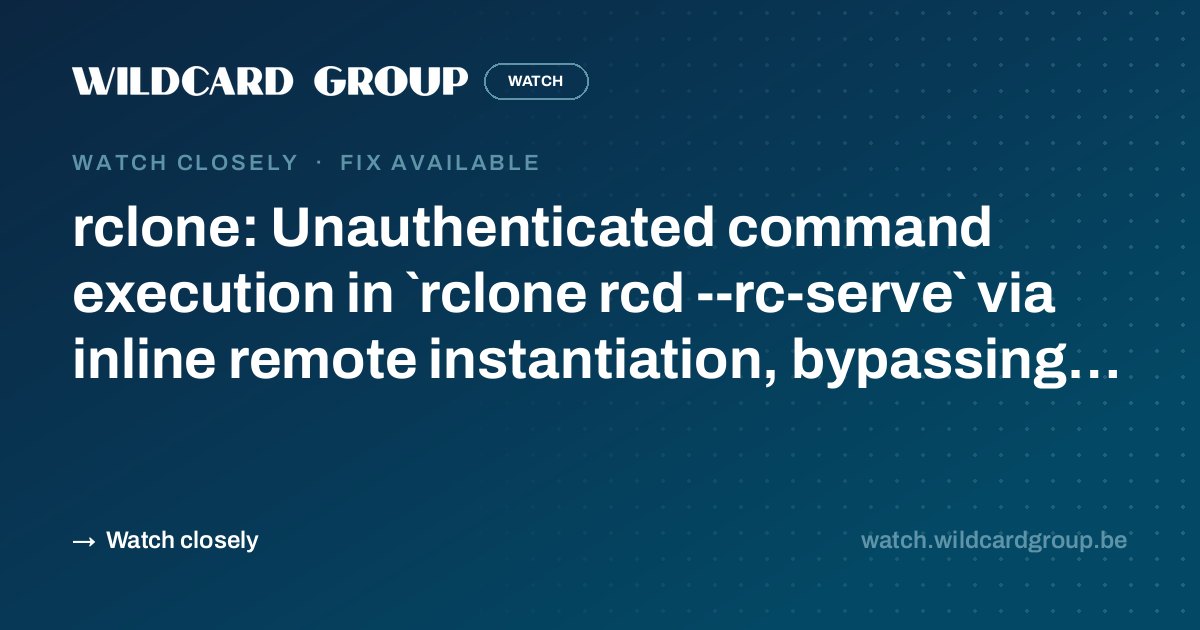 WILDCARD GROUP WATCH
WATCH CLOSELY · FIX AVAILABLE
rclone: Unauthenticated command
execution in `rclone rcd --rc-serve` via
inline remote instantiation, bypassing…
→ Watch closely
watch.wildcardgroup.be